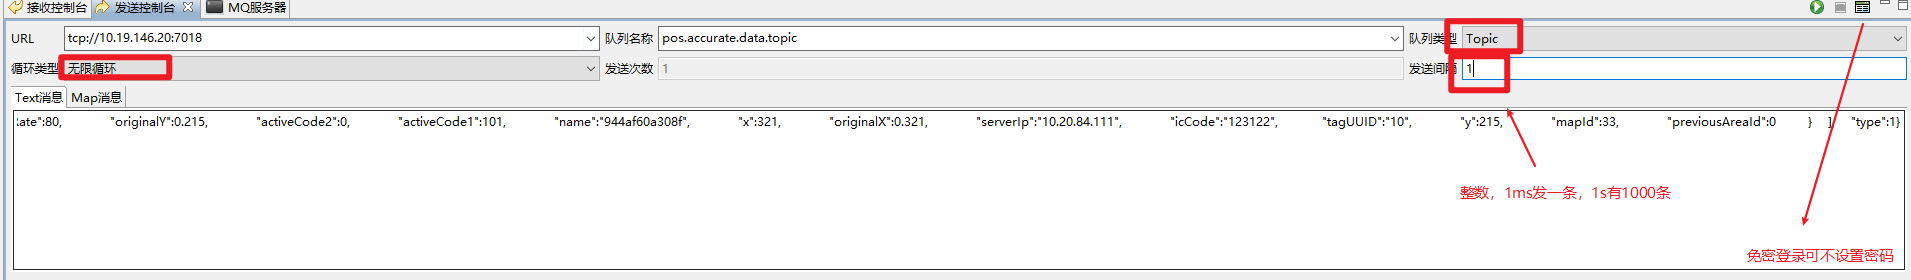 接收控制台 发送控制台 MQ服务器
URL tcp://10.19.146.20:7018 队列名称 pos.accurate.data.topic 队列类型 Topic
循环类型 无限循环 发送次数 1 发送间隔 1
Text消息 Map消息
ate":80, "originalY":0.215, "activeCode2":0, "activeCode1":101, "name":"944af60a308f", "x":321, "originalX":0.321, "serverIp":"10.20.84.111", "icCode":"123122", "tagUUID":"10", "y":215, "mapId":33, "previousAreaId":0 } ] "type":1}
整数，1ms发一条，1s有1000条
免密登录可不设置密码